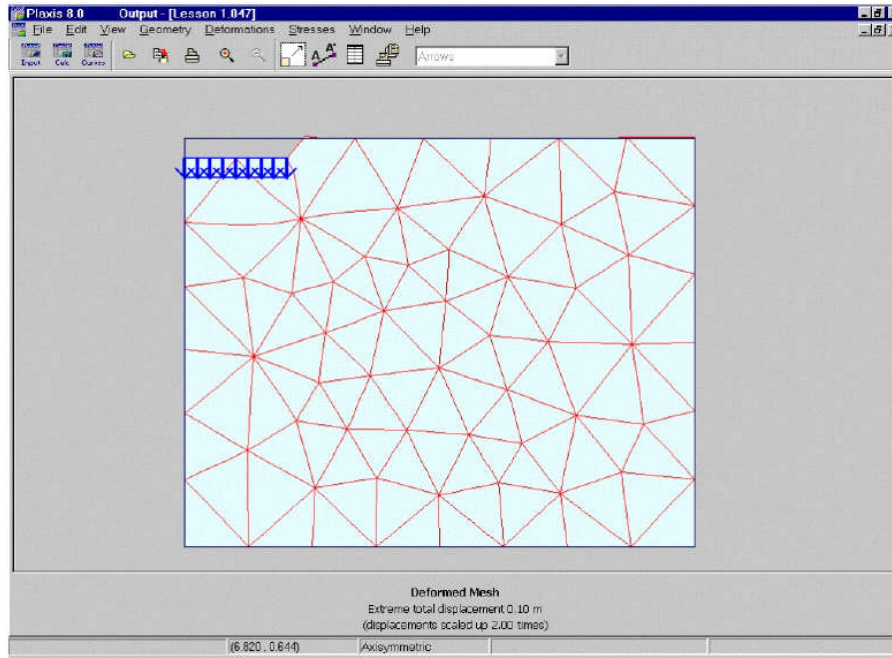 Plaxis 8.0 Output - [Lesson 1.047]
File Edit View Geometry Deformations Stresses Window Help
Input Calc Curves A A* Arrows
Deformed Mesh
Extreme total displacement 0.10 m
(displacements scaled up 2.00 times)
(6.820 , 0.644) Axisymmetric